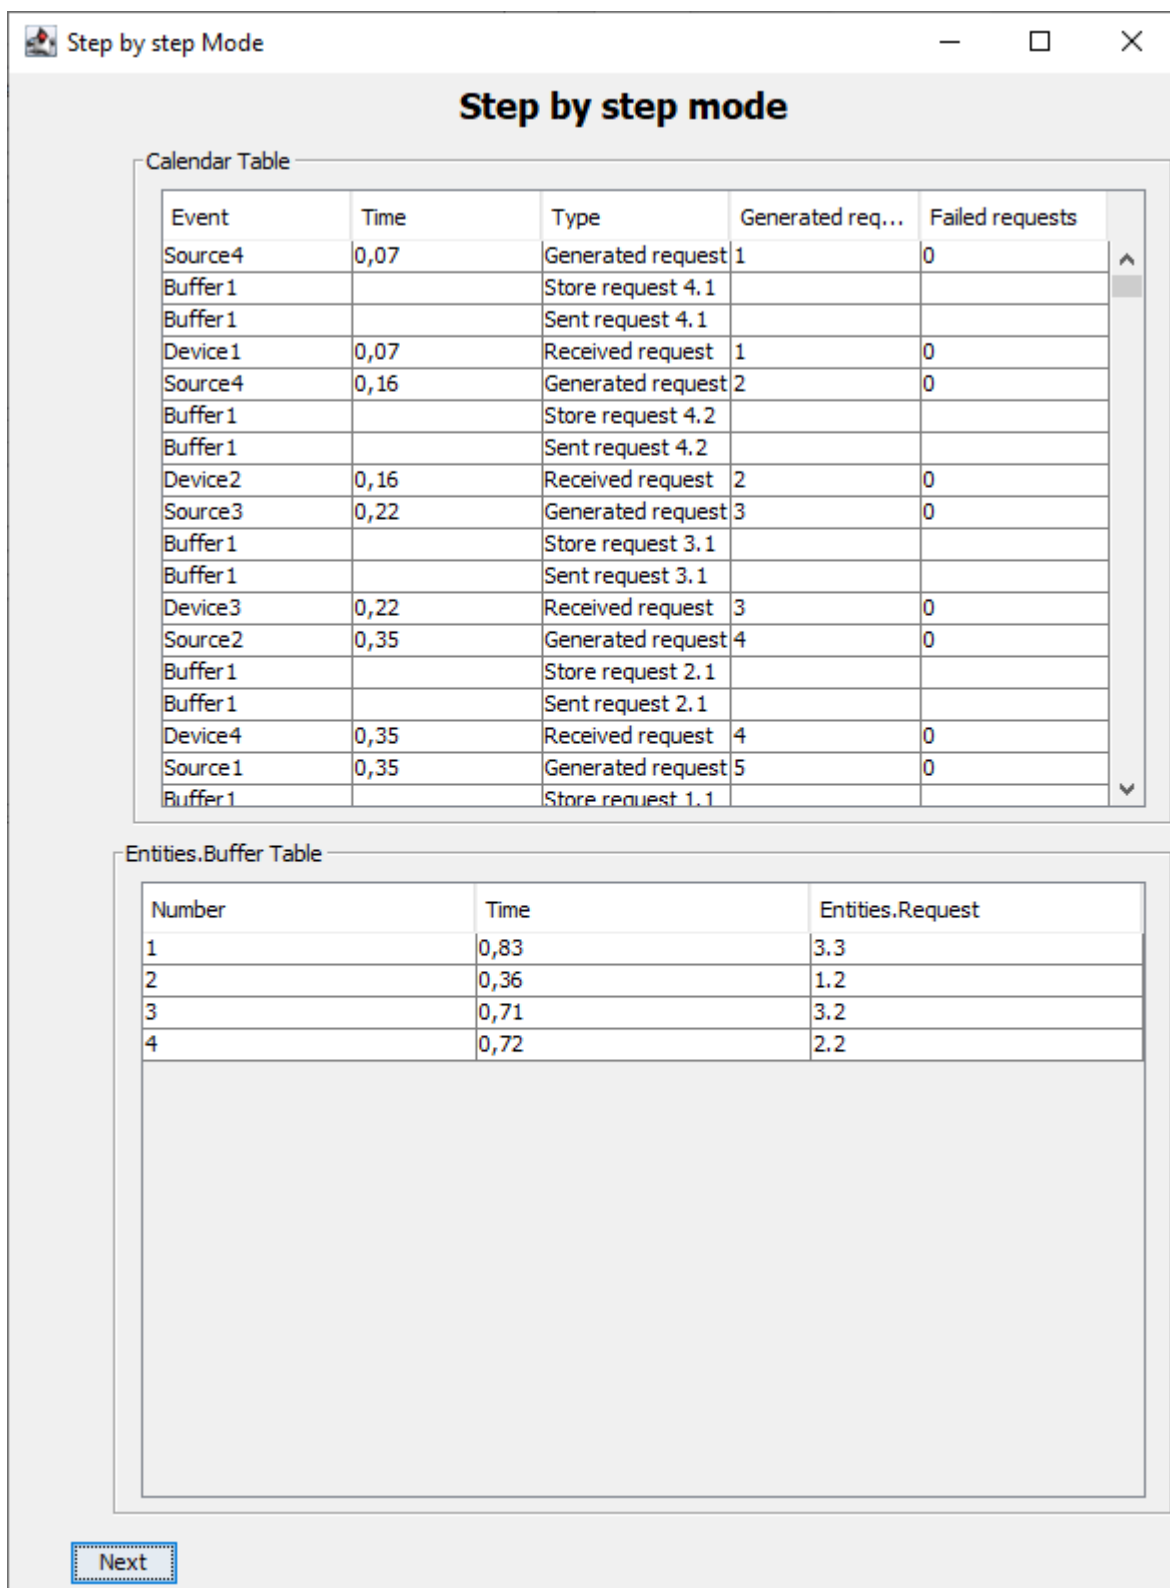 Step by step Mode
Step by step mode
Calendar Table
Event Time Type Generated req... Failed requests
Source4 0,07 Generated request 1 0
Buffer1 Store request 4.1
Buffer1 Sent request 4.1
Device1 0,07 Received request 1 0
Source4 0,16 Generated request 2 0
Buffer1 Store request 4.2
Buffer1 Sent request 4.2
Device2 0,16 Received request 2 0
Source3 0,22 Generated request 3 0
Buffer1 Store request 3.1
Buffer1 Sent request 3.1
Device3 0,22 Received request 3 0
Source2 0,35 Generated request 4 0
Buffer1 Store request 2.1
Buffer1 Sent request 2.1
Device4 0,35 Received request 4 0
Source1 0,35 Generated request 5 0
Buffer1 Store request 1.1
Entities.Buffer Table
Number Time Entities.Request
1 0,83 3.3
2 0,36 1.2
3 0,71 3.2
4 0,72 2.2
Next